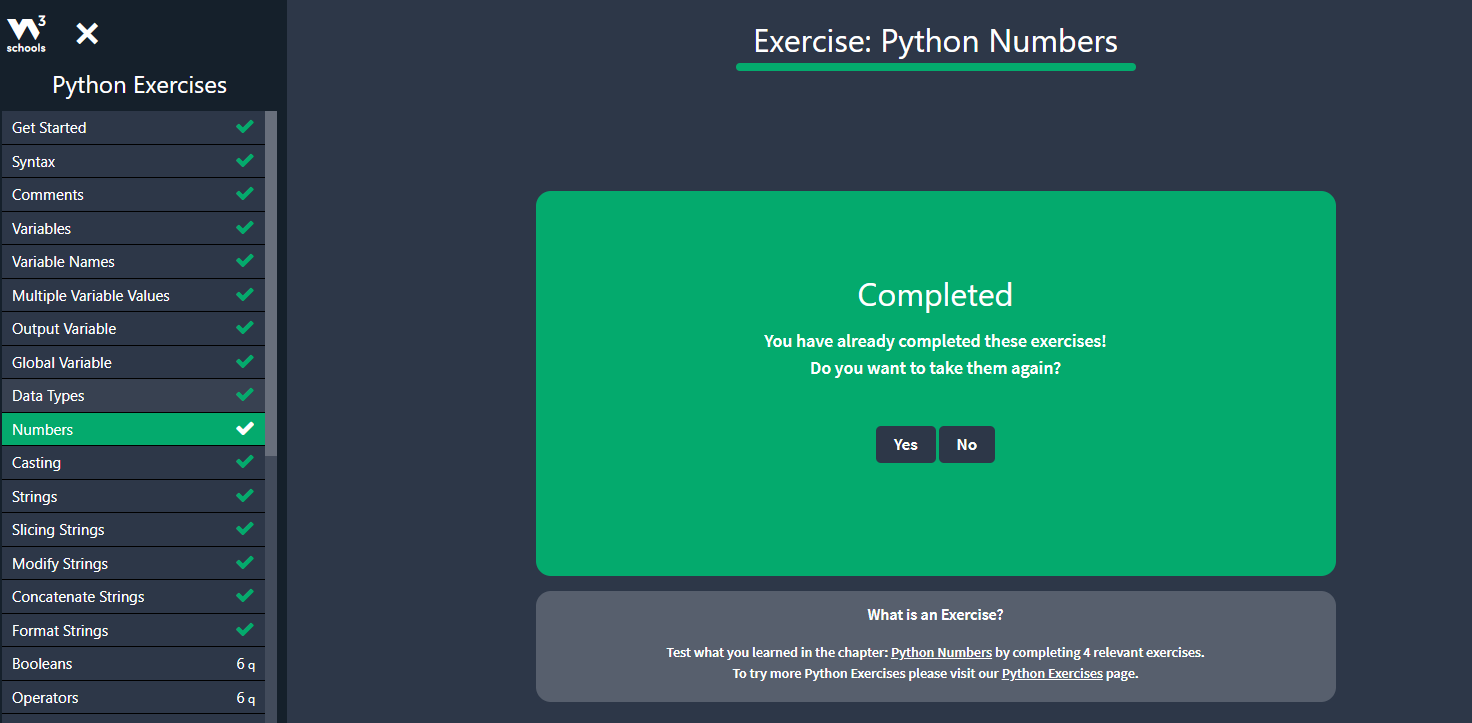 W3
schools
Python Exercises
Get Started
Syntax
Comments
Variables
Variable Names
Multiple Variable Values
Output Variable
Global Variable
Data Types
Numbers
Casting
Strings
Slicing Strings
Modify Strings
Concatenate Strings
Format Strings
Booleans 6 q
Operators 6 q
Exercise: Python Numbers
Completed
You have already completed these exercises!
Do you want to take them again?
Yes No
What is an Exercise?
Test what you learned in the chapter: Python Numbers by completing 4 relevant exercises.
To try more Python Exercises please visit our Python Exercises page.